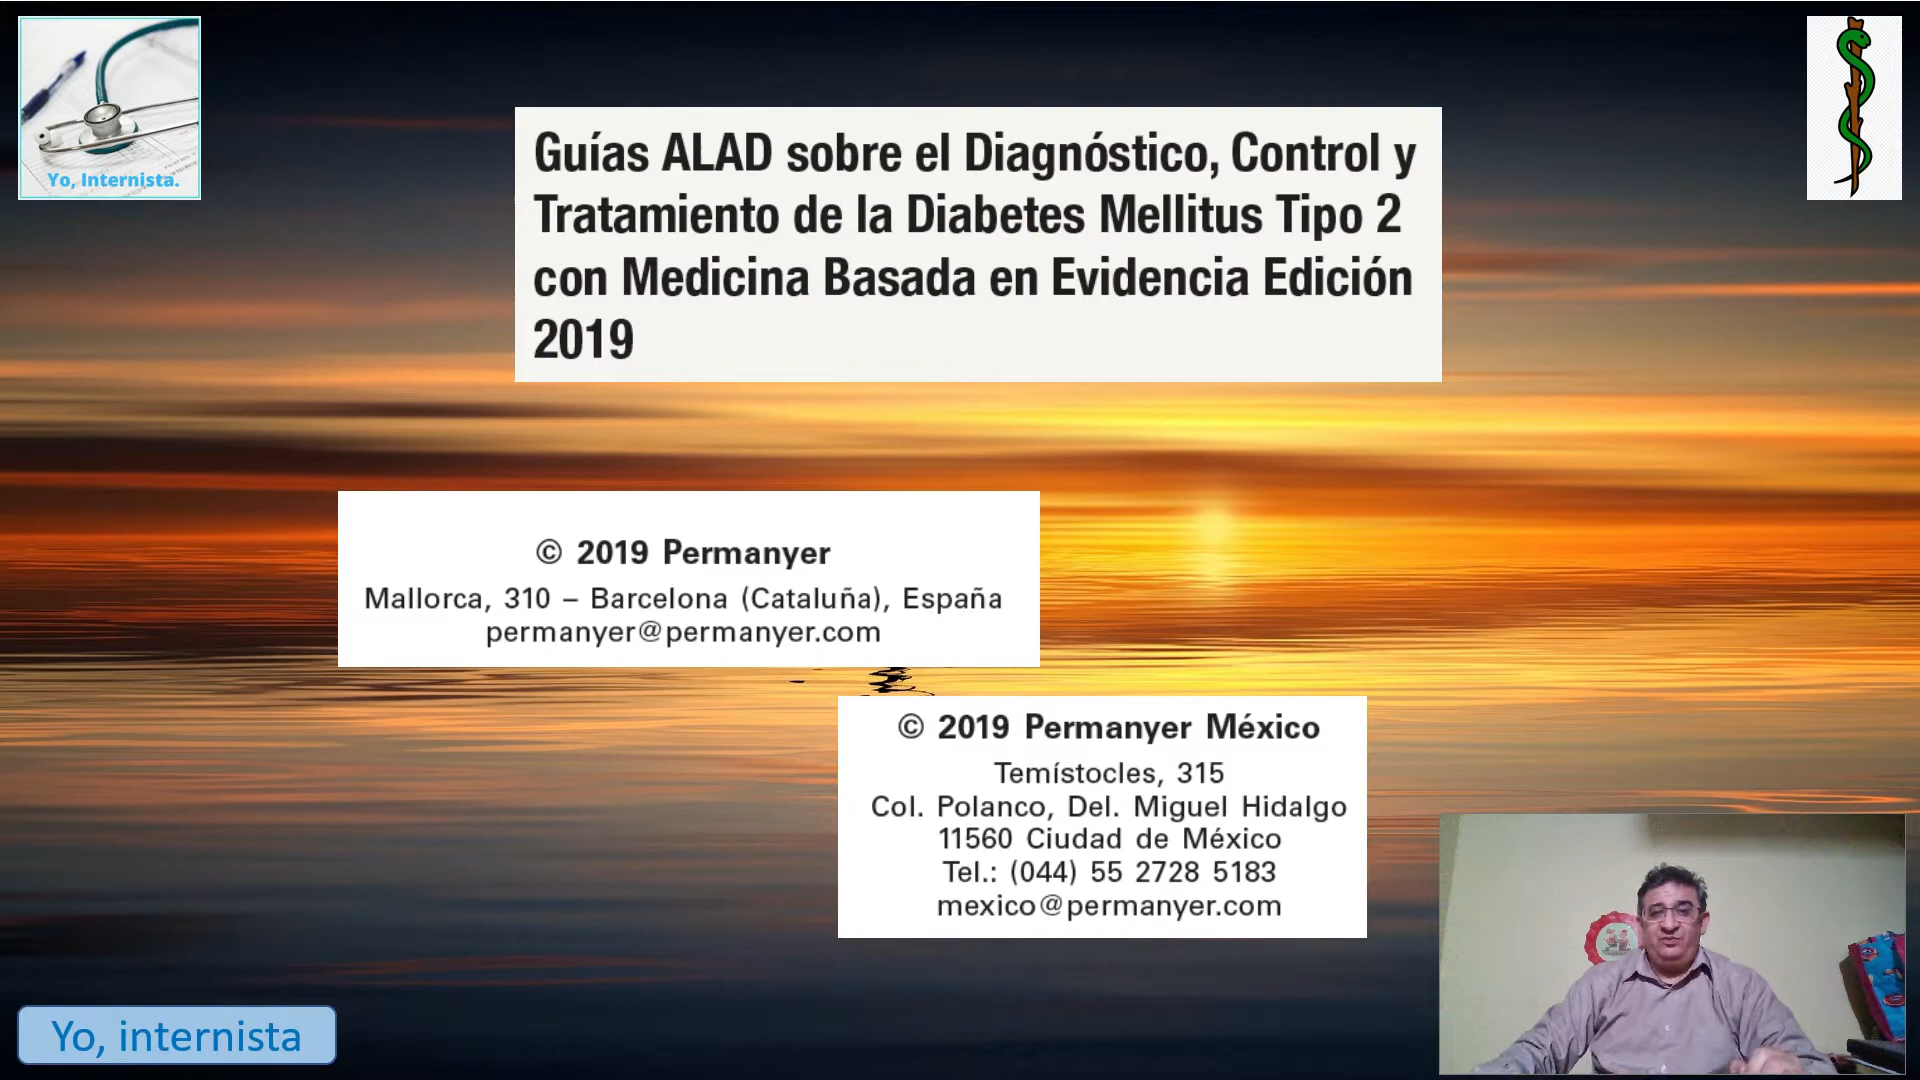 Yo, Internista.
Guías ALAD sobre el Diagnóstico, Control y
Tratamiento de la Diabetes Mellitus Tipo 2
con Medicina Basada en Evidencia Edición
2019
© 2019 Permanyer
Mallorca, 310 – Barcelona (Cataluña), España
permanyer@permanyer.com
© 2019 Permanyer México
Temístocles, 315
Col. Polanco, Del. Miguel Hidalgo
11560 Ciudad de México
Tel.: (044) 55 2728 5183
mexico@permanyer.com
Yo, internista